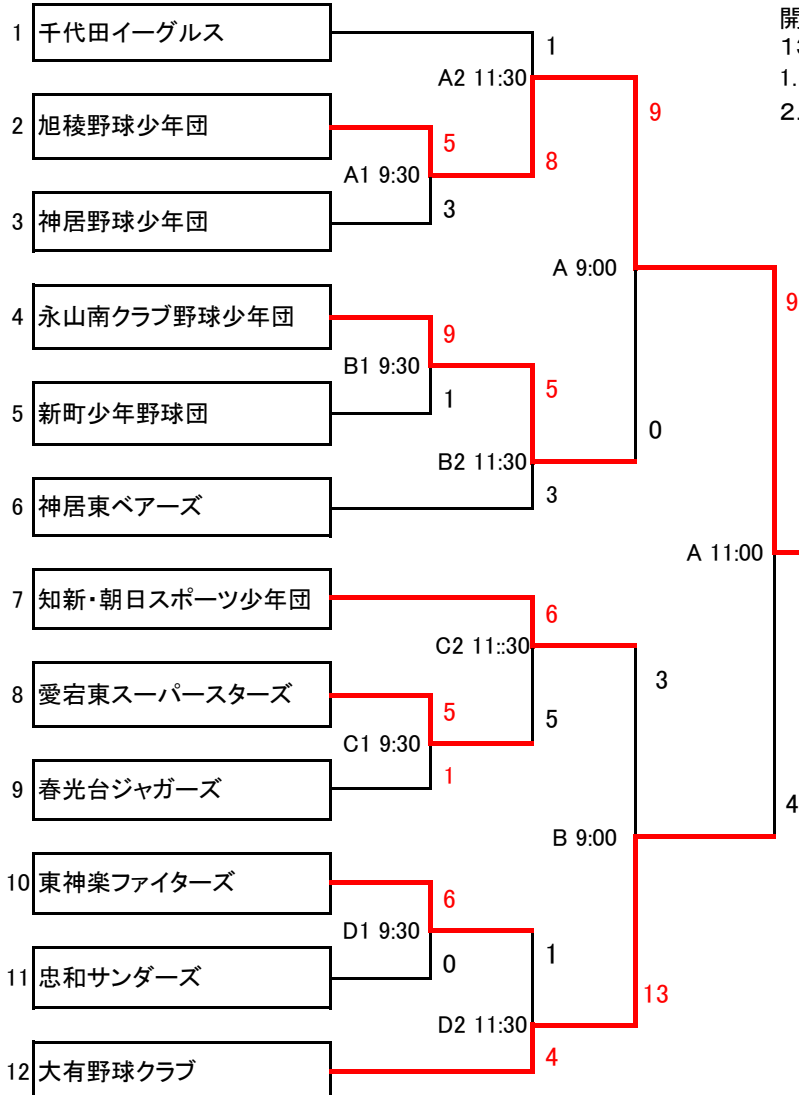 開
13
1.
2.
1 千代田イーグルス
1
A2 11:30
9
2 旭稜野球少年団
5
8
A1 9:30
3
3 神居野球少年団
A 9:00
9
4 永山南クラブ野球少年団
9
B1 9:30
5
1
5 新町少年野球団
0
B2 11:30
3
6 神居東ベアーズ
A 11:00
7 知新・朝日スポーツ少年団
6
C2 11::30
3
8 愛宕東スーパースターズ
5
5
C1 9:30
1
9 春光台ジャガーズ
4
B 9:00
10 東神楽ファイターズ
6
D1 9:30
1
0
11 忠和サンダーズ
13
D2 11:30
4
12 大有野球クラブ